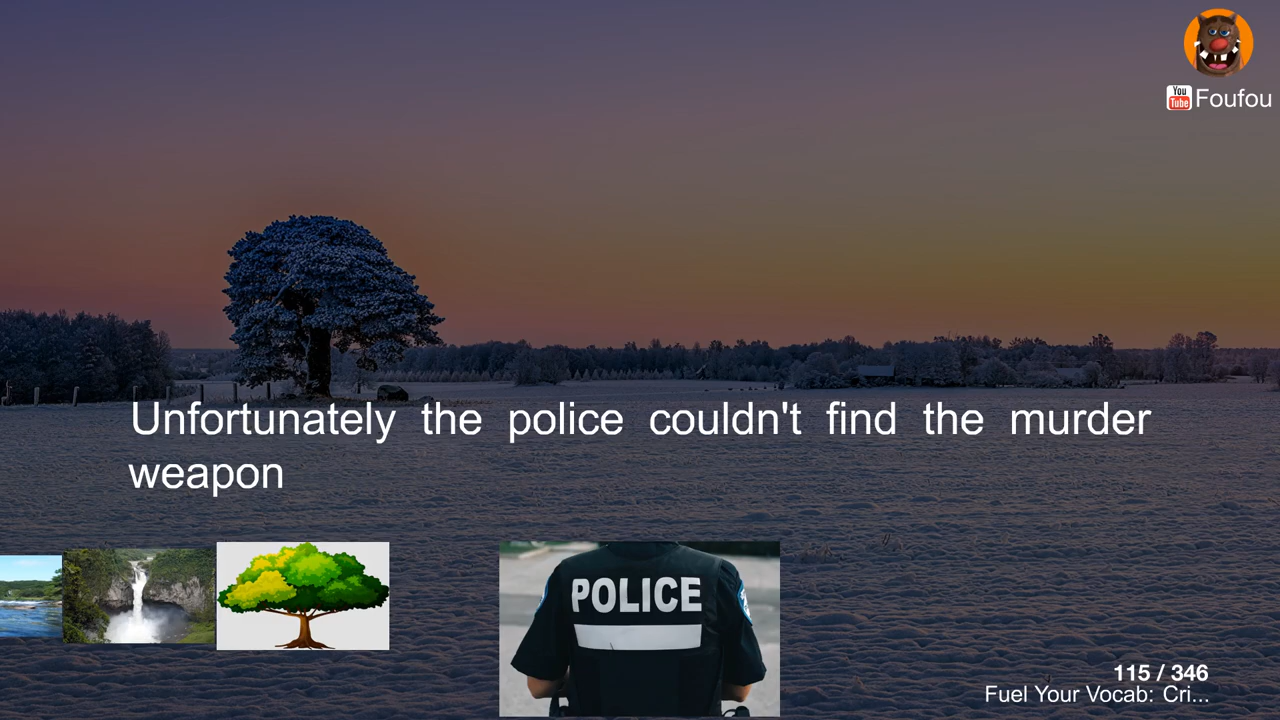 You
Tube
Foufou
Unfortunately the police couldn't find the murder
weapon
POLICE
115 / 346
Fuel Your Vocab: Cri...